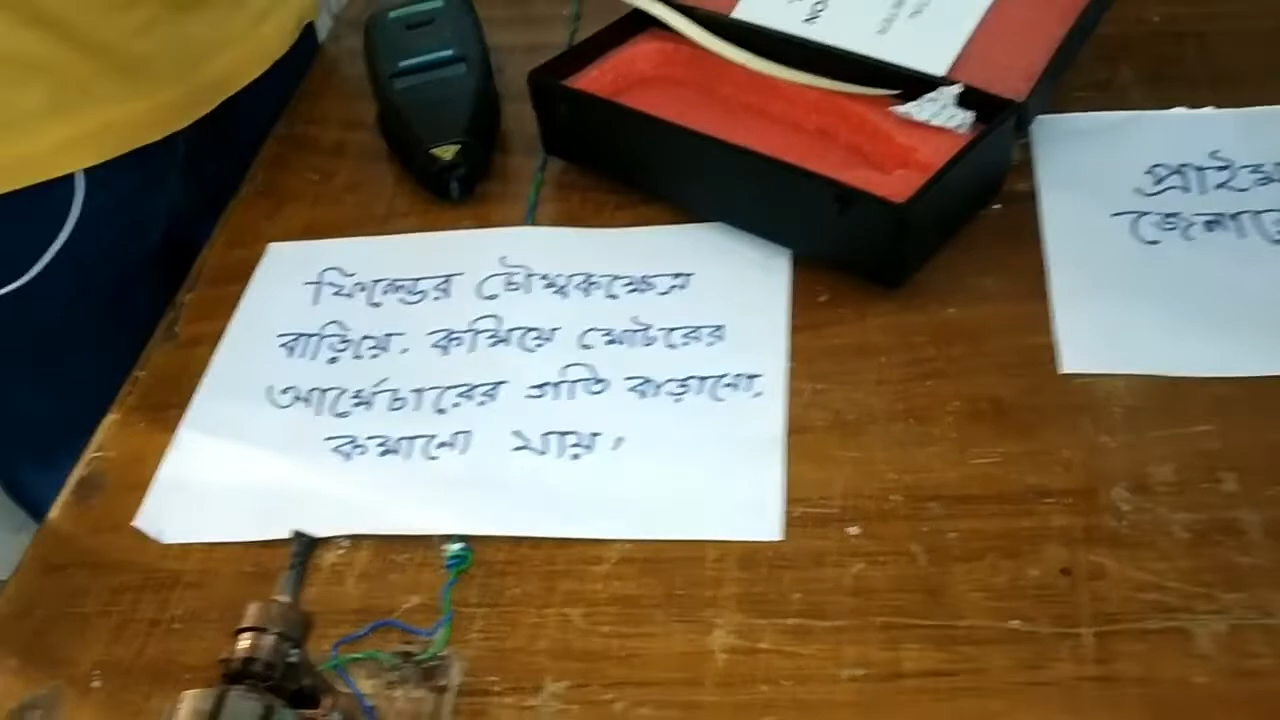 ফিল্ডের চৌম্বকক্ষেত্র
বাড়িয়ে, কমিয়ে মোটরের
আর্মেচারের গতি বাড়ানো,
কমানো যায়।